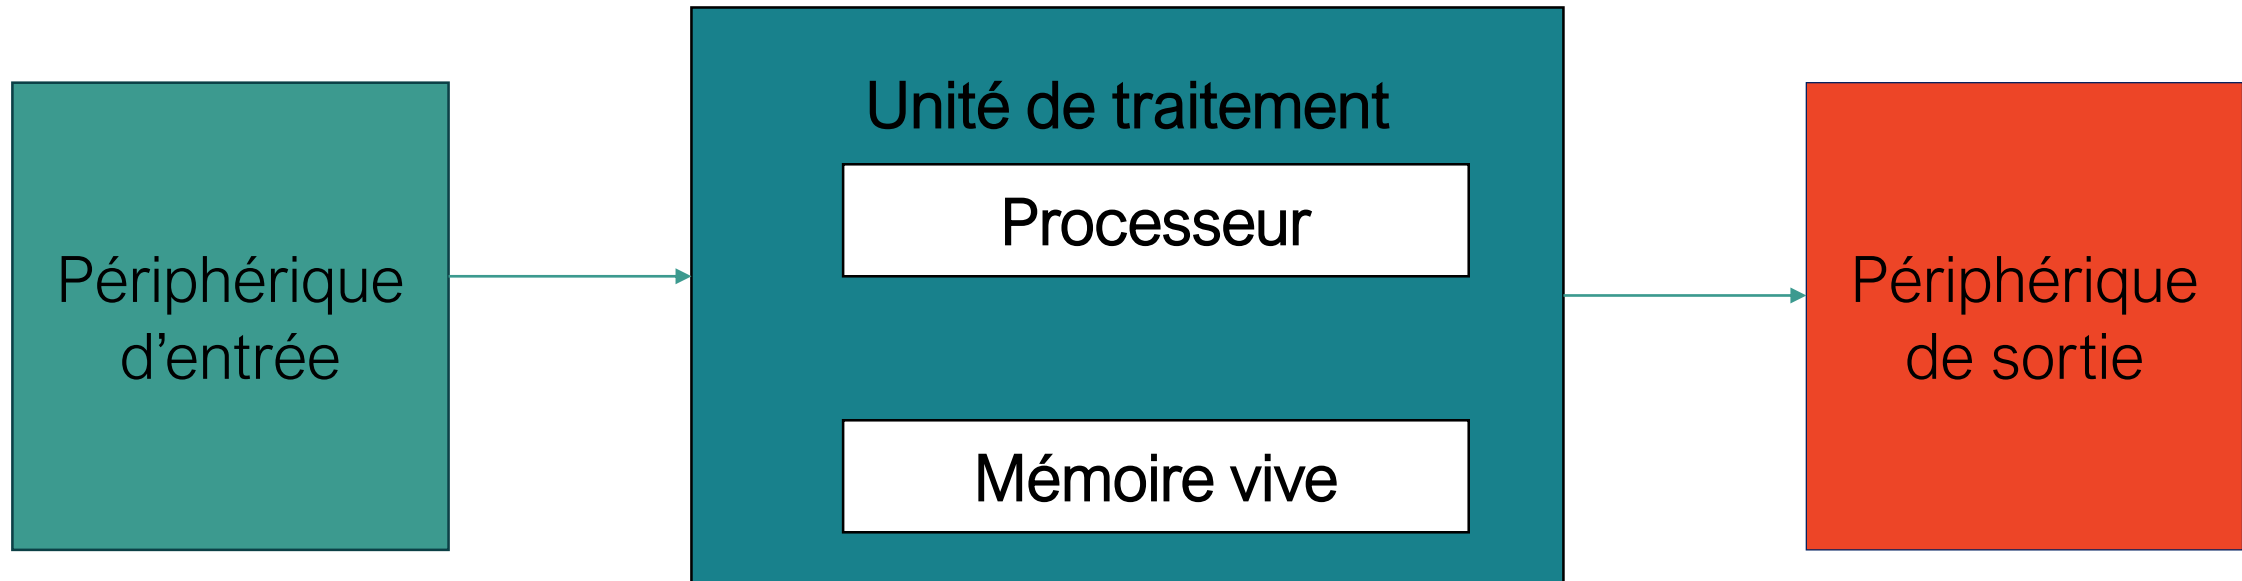 Périphérique
d’entrée
Unité de traitement
Processeur
Mémoire vive
Périphérique
de sortie